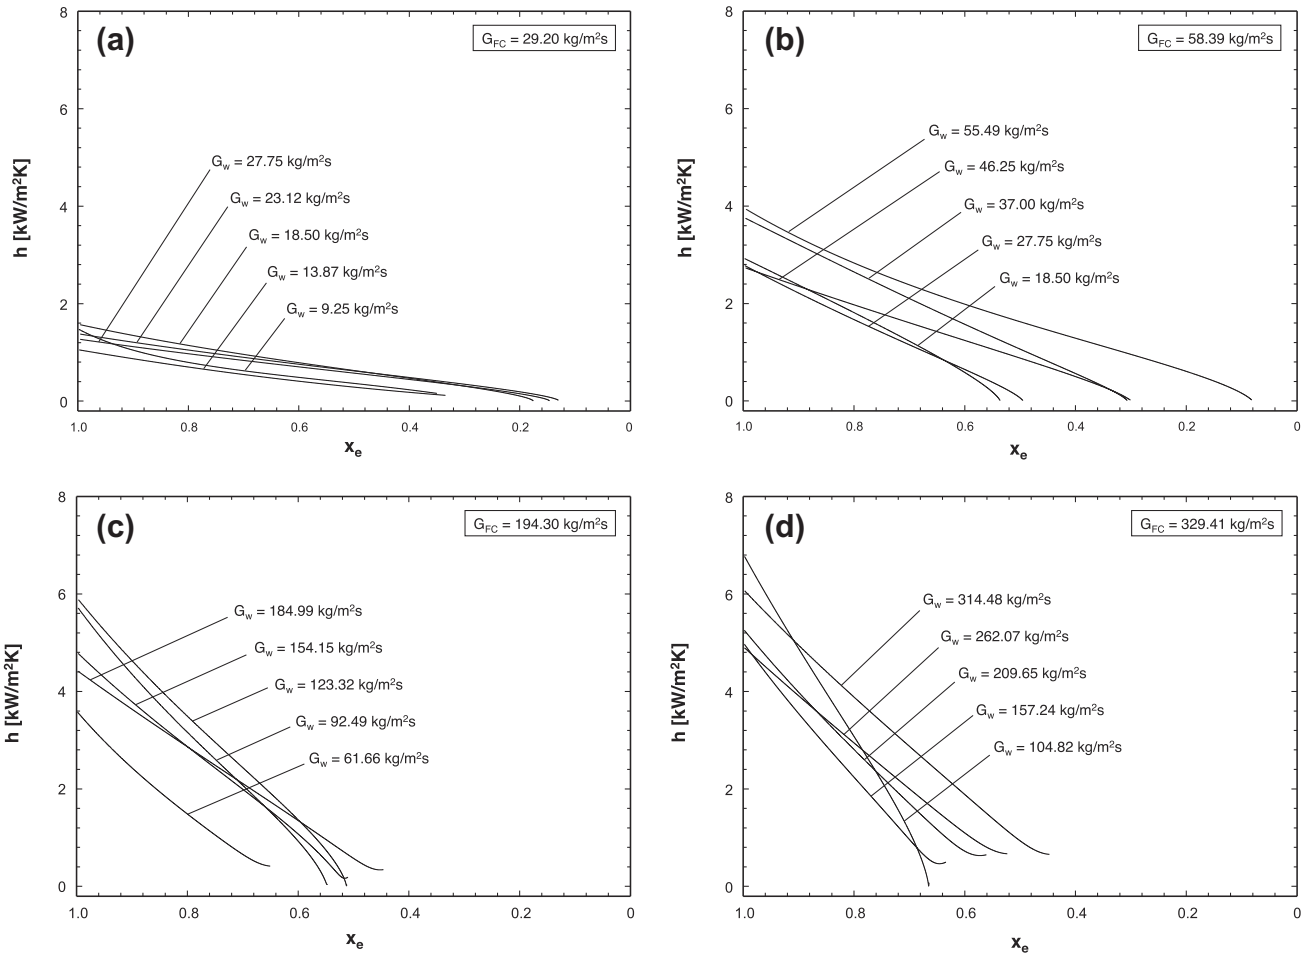 (a)
G_FC = 29.20 kg/m²s
8
6
4
2
0
h [kW/m²K]
G_w = 27.75 kg/m²s
G_w = 23.12 kg/m²s
G_w = 18.50 kg/m²s
G_w = 13.87 kg/m²s
G_w = 9.25 kg/m²s
1.0 0.8 0.6 0.4 0.2 0
x_e
(b)
G_FC = 58.39 kg/m²s
8
6
4
2
0
h [kW/m²K]
G_w = 55.49 kg/m²s
G_w = 46.25 kg/m²s
G_w = 37.00 kg/m²s
G_w = 27.75 kg/m²s
G_w = 18.50 kg/m²s
1.0 0.8 0.6 0.4 0.2 0
x_e
(c)
G_FC = 194.30 kg/m²s
8
6
4
2
0
h [kW/m²K]
G_w = 184.99 kg/m²s
G_w = 154.15 kg/m²s
G_w = 123.32 kg/m²s
G_w = 92.49 kg/m²s
G_w = 61.66 kg/m²s
1.0 0.8 0.6 0.4 0.2 0
x_e
(d)
G_FC = 329.41 kg/m²s
8
6
4
2
0
h [kW/m²K]
G_w = 314.48 kg/m²s
G_w = 262.07 kg/m²s
G_w = 209.65 kg/m²s
G_w = 157.24 kg/m²s
G_w = 104.82 kg/m²s
1.0 0.8 0.6 0.4 0.2 0
x_e